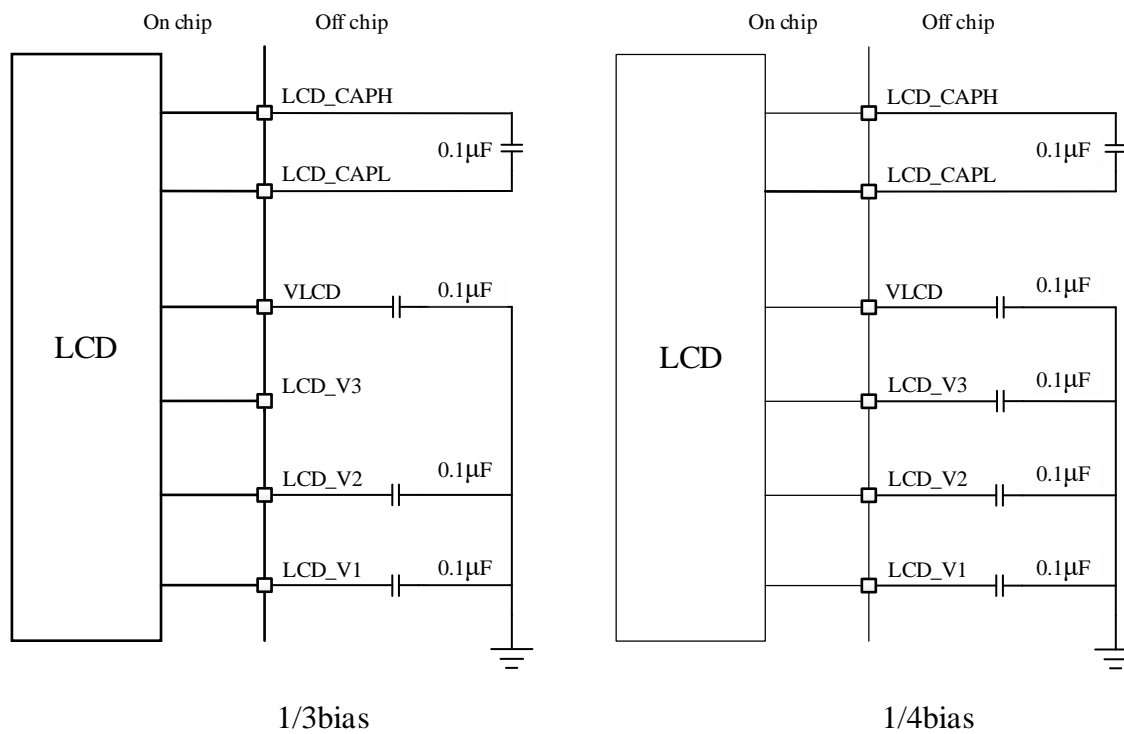 On chip
Off chip
LCD_CAPH
0.1μF
LCD_CAPL
VLCD
0.1μF
LCD
LCD_V3
LCD_V2
0.1μF
LCD_V1
0.1μF
1/3bias
On chip
Off chip
LCD_CAPH
0.1μF
LCD_CAPL
VLCD
0.1μF
LCD
LCD_V3
0.1μF
LCD_V2
0.1μF
LCD_V1
0.1μF
1/4bias